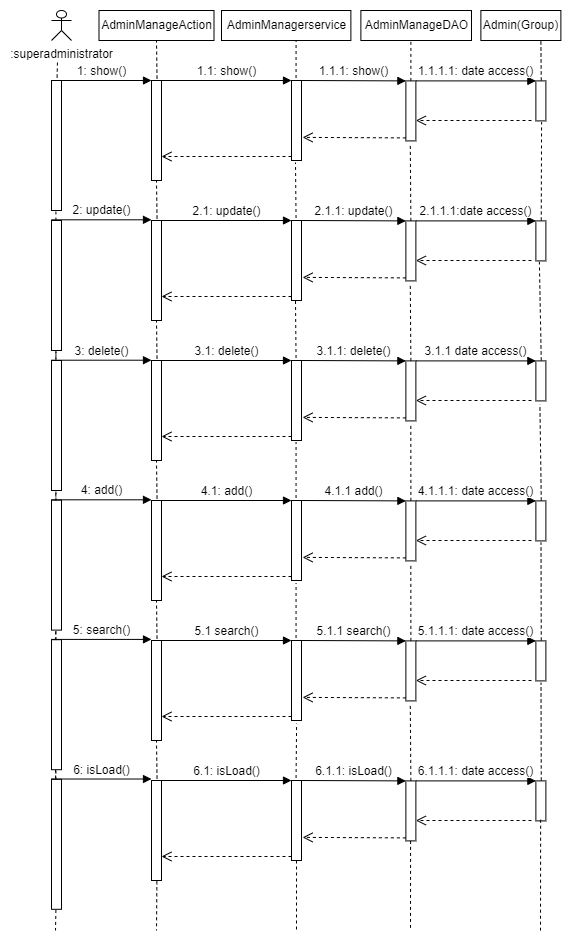 AdminManageAction
AdminManagerservice
AdminManageDAO
Admin(Group)
:superadministrator
1: show()
1.1: show()
1.1.1: show()
1.1.1.1: date access()
2: update()
2.1: update()
2.1.1: update()
2.1.1.1:date access()
3: delete()
3.1: delete()
3.1.1: delete()
3.1.1 date access()
4: add()
4.1: add()
4.1.1 add()
4.1.1.1: date access()
5: search()
5.1 search()
5.1.1 search()
5.1.1.1: date access()
6: isLoad()
6.1: isLoad()
6.1.1: isLoad()
6.1.1.1: date access()